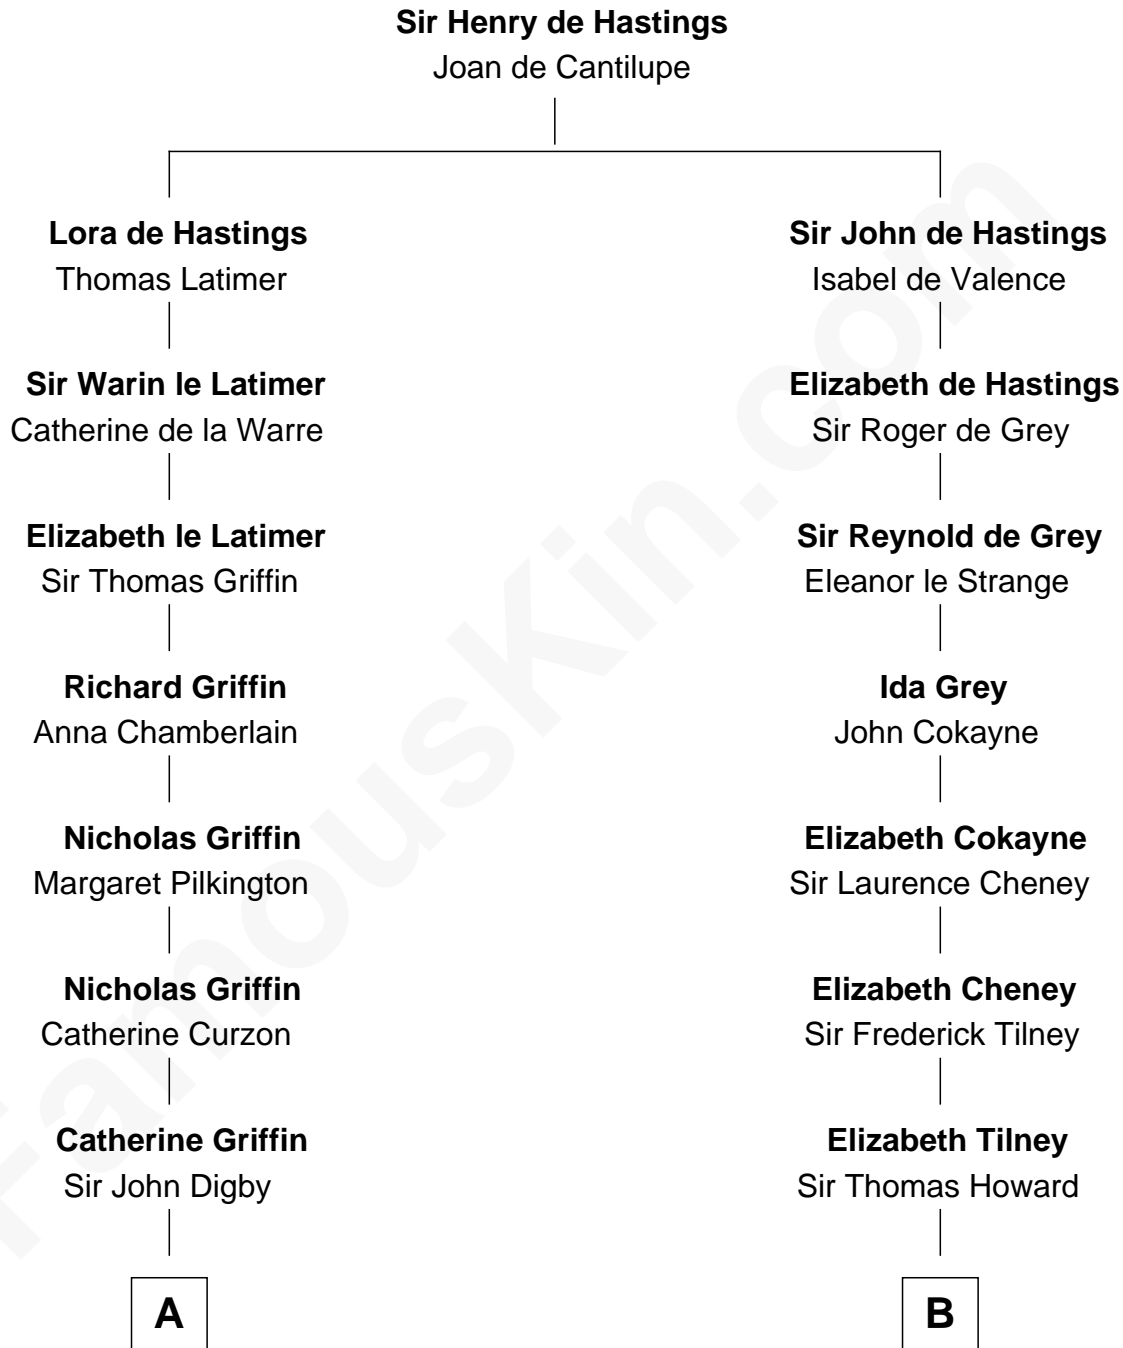 Sir Henry de Hastings
Joan de Cantilupe
Lora de Hastings
Thomas Latimer
Sir John de Hastings
Isabel de Valence
Sir Warin le Latimer
Catherine de la Warre
Elizabeth de Hastings
Sir Roger de Grey
Elizabeth le Latimer
Sir Thomas Griffin
Sir Reynold de Grey
Eleanor le Strange
Richard Griffin
Anna Chamberlain
Ida Grey
John Cokayne
Nicholas Griffin
Margaret Pilkington
Elizabeth Cokayne
Sir Laurence Cheney
Nicholas Griffin
Catherine Curzon
Elizabeth Cheney
Sir Frederick Tilney
Catherine Griffin
Sir John Digby
Elizabeth Tilney
Sir Thomas Howard
A
B
FamousKin.com